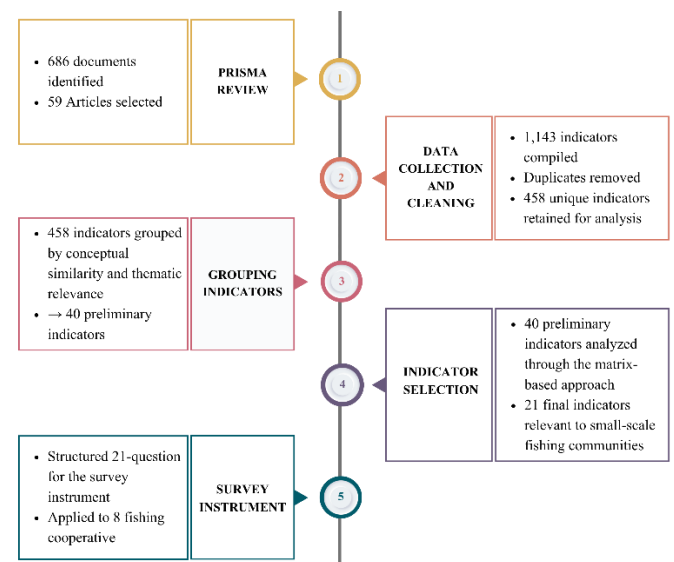 • 686 documents
identified
• 59 Articles selected
PRISMA
REVIEW
1
2
DATA
COLLECTION
AND
CLEANING
• 1,143 indicators
compiled
• Duplicates removed
• 458 unique indicators
retained for analysis
• 458 indicators grouped
by conceptual
similarity and thematic
relevance
• → 40 preliminary
indicators
GROUPING
INDICATORS
3
4
INDICATOR
SELECTION
• 40 preliminary
indicators analyzed
through the matrix-
based approach
• 21 final indicators
relevant to small-scale
fishing communities
• Structured 21-question
for the survey
instrument
• Applied to 8 fishing
cooperative
SURVEY
INSTRUMENT
5